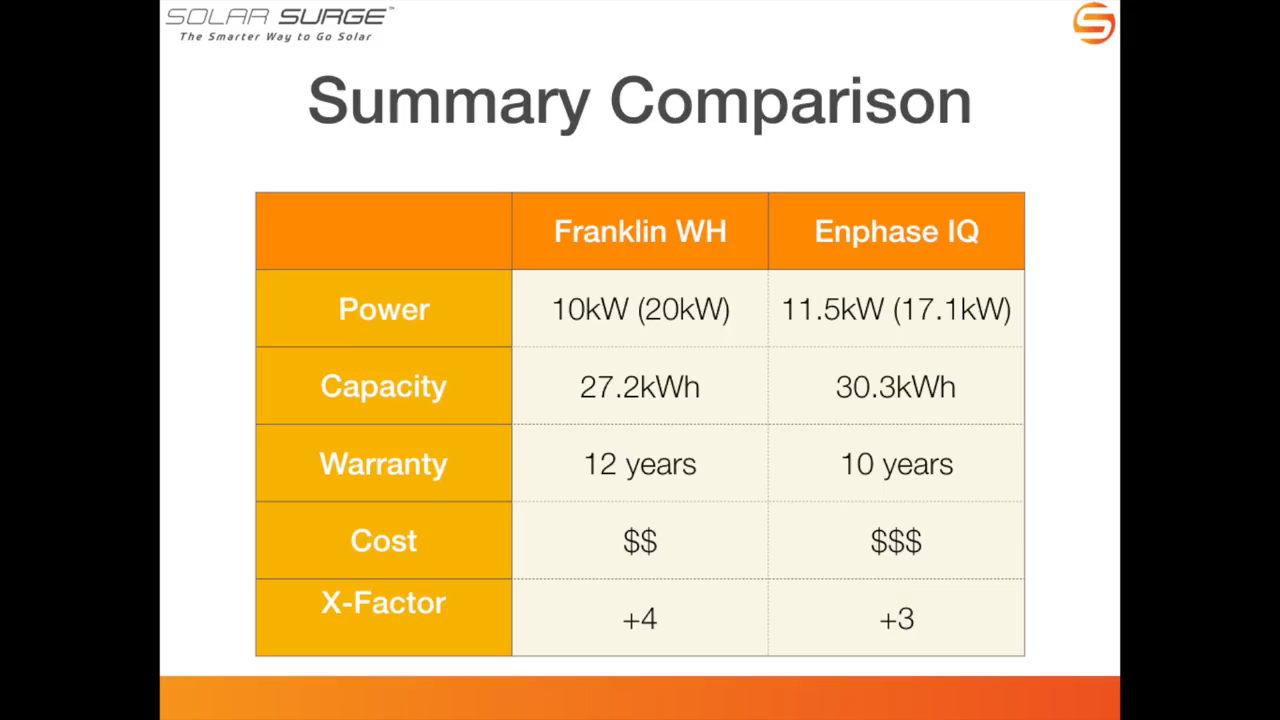 SOLAR SURGE™
The Smarter Way to Go Solar
S
Summary Comparison
Franklin WH Enphase IQ
Power 10kW (20kW) 11.5kW (17.1kW)
Capacity 27.2kWh 30.3kWh
Warranty 12 years 10 years
Cost $$ $$$
X-Factor +4 +3